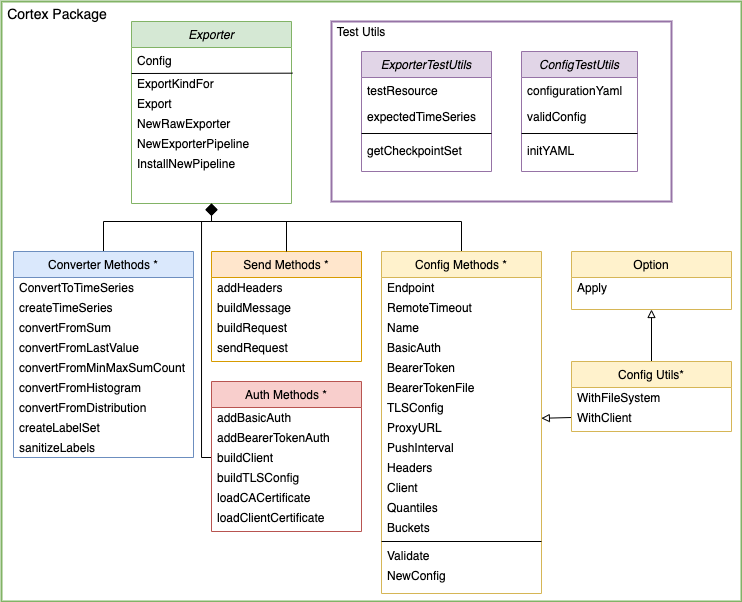 Cortex Package
Exporter
Config
ExportKindFor
Export
NewRawExporter
NewExporterPipeline
InstallNewPipeline
Test Utils
ExporterTestUtils
testResource
expectedTimeSeries
getCheckpointSet
ConfigTestUtils
configurationYaml
validConfig
initYAML
Converter Methods *
ConvertToTimeSeries
createTimeSeries
convertFromSum
convertFromLastValue
convertFromMinMaxSumCount
convertFromHistogram
convertFromDistribution
createLabelSet
sanitizeLabels
Send Methods *
addHeaders
buildMessage
buildRequest
sendRequest
Auth Methods *
addBasicAuth
addBearerTokenAuth
buildClient
buildTLSConfig
loadCACertificate
loadClientCertificate
Config Methods *
Endpoint
RemoteTimeout
Name
BasicAuth
BearerToken
BearerTokenFile
TLSConfig
ProxyURL
PushInterval
Headers
Client
Quantiles
Buckets
Validate
NewConfig
Option
Apply
Config Utils*
WithFileSystem
WithClient